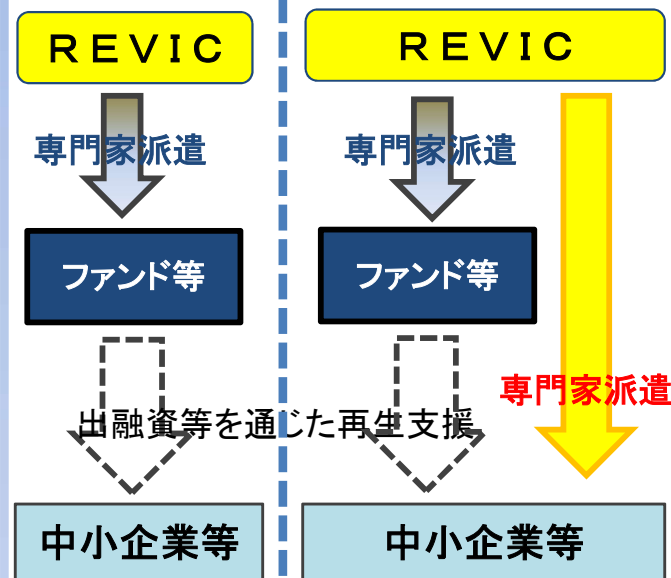 ＲＥＶＩＣ
専門家派遣
ファンド等
ＲＥＶＩＣ
専門家派遣
ファンド等
専門家派遣
出融資等を通じた再生支援
中小企業等
中小企業等